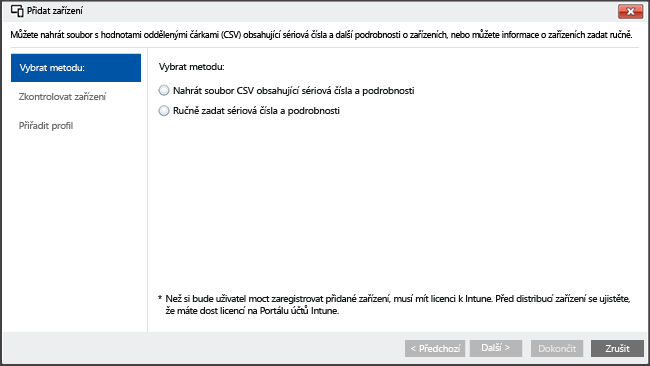 Přidat zařízení
Můžete nahrát soubor s hodnotami oddělenými čárkami (CSV) obsahující sériová čísla a další podrobnosti o zařízeních, nebo můžete informace o zařízeních zadat ručně.
Vybrat metodu:
Zkontrolovat zařízení
Přiřadit profil
Vybrat metodu:
Nahrát soubor CSV obsahující sériová čísla a podrobnosti
Ručně zadat sériová čísla a podrobnosti
* Než si bude uživatel moct zaregistrovat přidané zařízení, musí mít licenci k Intune. Před distribucí zařízení se ujistěte,
že máte dost licencí na Portálu účtů Intune.
< Předchozí Další > Dokončit Zrušit